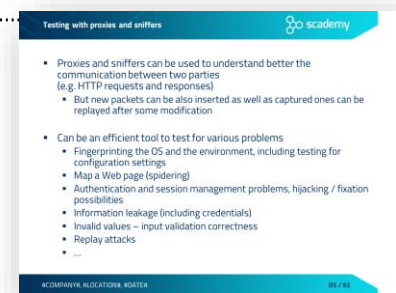 Testing with proxies and sniffers
scademy
Proxies and sniffers can be used to understand better the
communication between two parties
(e.g. HTTP requests and responses)
But new packets can be also inserted as well as captured ones can be
replayed after some modification
Can be an efficient tool to test for various problems
Fingerprinting the OS and the environment, including testing for
configuration settings
Map a Web page (spidering)
Authentication and session management problems, hijacking / fixation
possibilities
Information leakage (including credentials)
Invalid values – input validation correctness
Replay attacks
...
#COMPANY#, #LOCATION#, #DATE#
D5 / 92